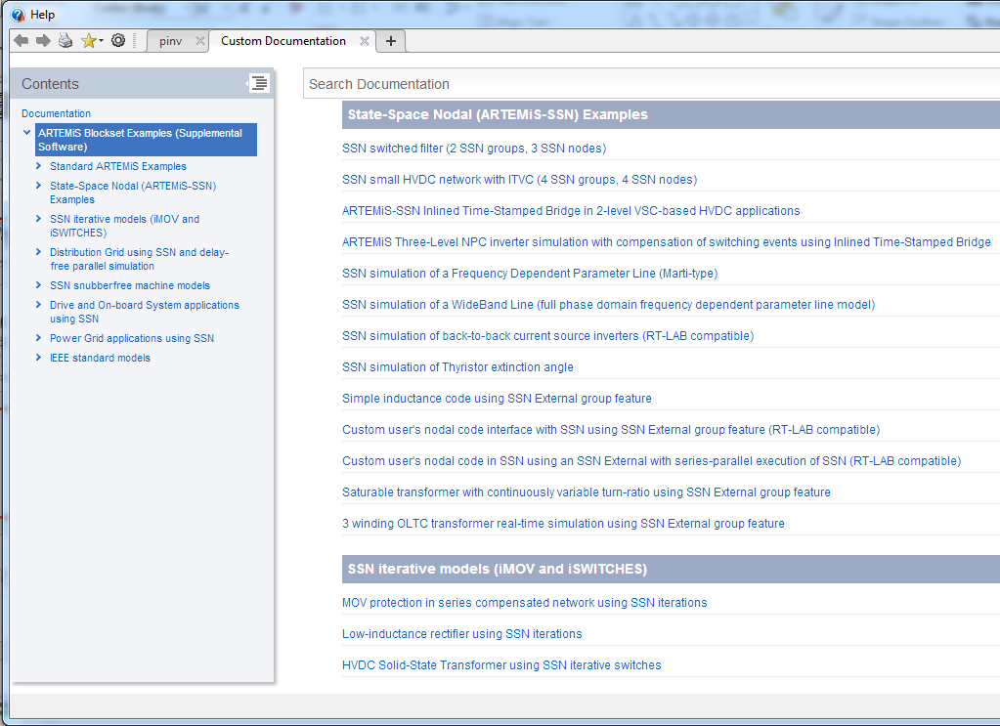 Help
pinv
Custom Documentation
Contents
Search Documentation
Documentation
ARTEMiS Blockset Examples (Supplemental
Software)
Standard ARTEMiS Examples
State-Space Nodal (ARTEMiS-SSN)
Examples
SSN iterative models (iMOV and
iSWITCHES)
Distribution Grid using SSN and delay-
free parallel simulation
SSN snubberfree machine models
Drive and On-board System applications
using SSN
Power Grid applications using SSN
IEEE standard models
State-Space Nodal (ARTEMiS-SSN) Examples
SSN switched filter (2 SSN groups, 3 SSN nodes)
SSN small HVDC network with ITVC (4 SSN groups, 4 SSN nodes)
ARTEMiS-SSN Inlined Time-Stamped Bridge in 2-level VSC-based HVDC applications
ARTEMiS Three-Level NPC inverter simulation with compensation of switching events using Inlined Time-Stamped Bridge
SSN simulation of a Frequency Dependent Parameter Line (Marti-type)
SSN simulation of a WideBand Line (full phase domain frequency dependent parameter line model)
SSN simulation of back-to-back current source inverters (RT-LAB compatible)
SSN simulation of Thyristor extinction angle
Simple inductance code using SSN External group feature
Custom user's nodal code interface with SSN using SSN External group feature (RT-LAB compatible)
Custom user's nodal code in SSN using an SSN External with series-parallel execution of SSN (RT-LAB compatible)
Saturable transformer with continuously variable turn-ratio using SSN External group feature
3 winding OLTC transformer real-time simulation using SSN External group feature
SSN iterative models (iMOV and iSWITCHES)
MOV protection in series compensated network using SSN iterations
Low-inductance rectifier using SSN iterations
HVDC Solid-State Transformer using SSN iterative switches